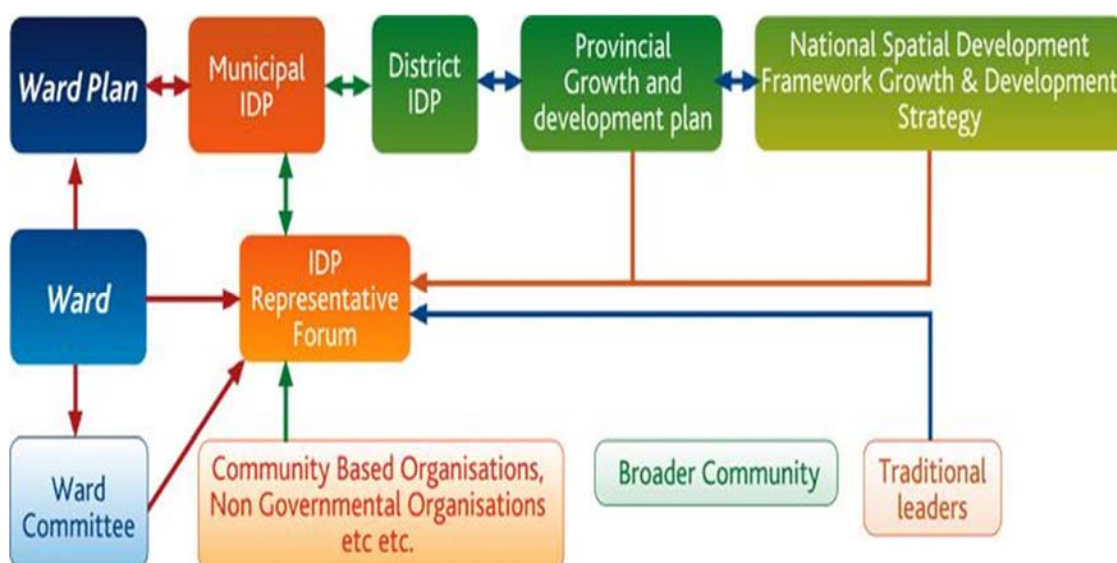 Ward Plan
Municipal
IDP
District
IDP
Provincial
Growth and
development plan
National Spatial Development
Framework Growth & Development
Strategy
Ward
IDP
Representative
Forum
Ward
Committee
Community Based Organisations,
Non Governmental Organisations
etc etc.
Broader Community
Traditional
leaders